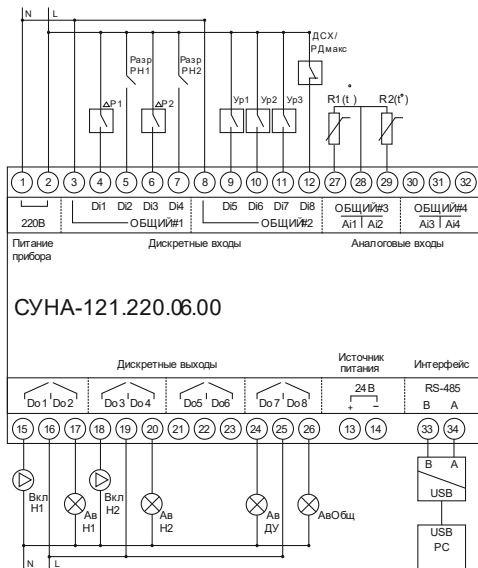 N L
ДСХ/
РДмакс
Разр
РН1
Разр
РН2
ΔP1
ΔP2
Ур1 Ур2 Ур3
R1(t°) R2(t°)
1 2 3 4 5 6 7 8 9 10 11 12 27 28 29 30 31 32
Di1 Di2 Di3 Di4 Di5 Di6 Di7 Di8
220В
ОБЩИЙ#1
ОБЩИЙ#2
ОБЩИЙ#3
Ai1 Ai2
ОБЩИЙ#4
Ai3 Ai4
Питание
прибора
Дискретные входы
Аналоговые входы
СУНА-121.220.06.00
Дискретные выходы
Источник
питания
Интерфейс
Do1 Do2 Do3 Do4 Do5 Do6 Do7 Do8
24В
+ −
RS-485
B A
15 16 17 18 19 20 21 22 23 24 25 26 13 14 33 34
Вкл
Н1
Ав
Н1
Вкл
Н2
Ав
Н2
Ав
ДУ
АвОбщ
B A
USB
USB
PC
N L